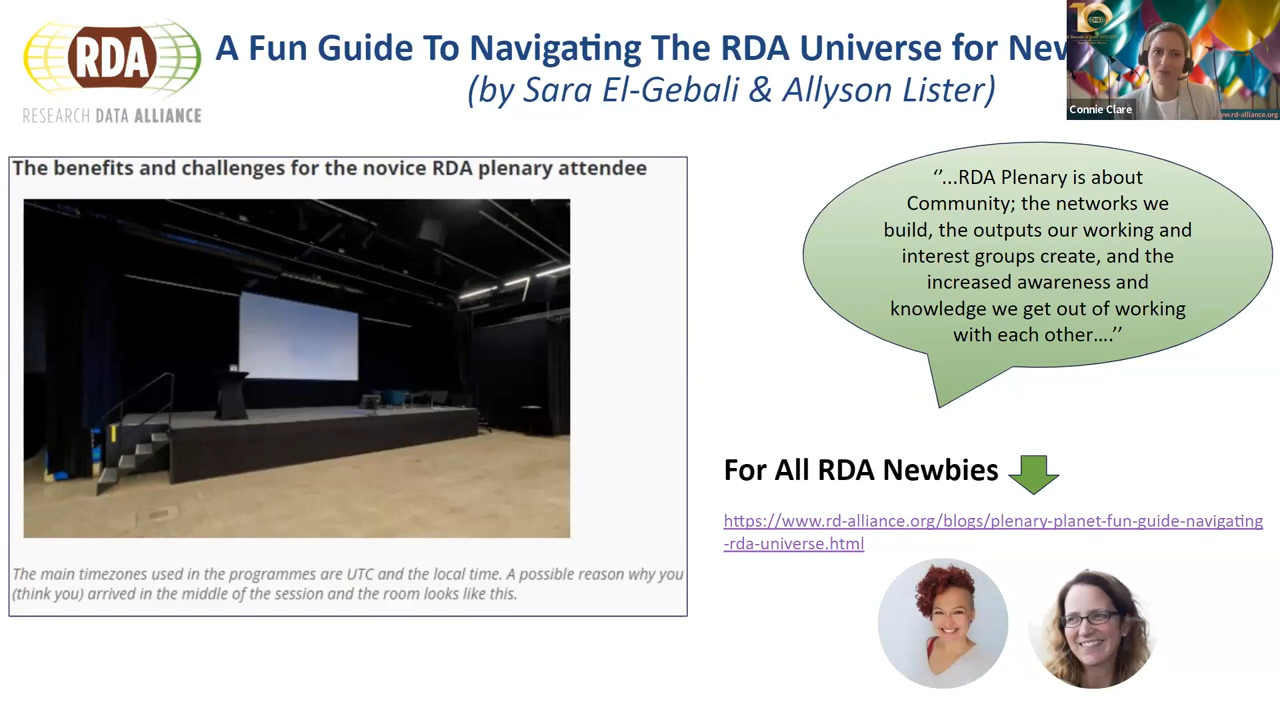 RDA
RESEARCH DATA ALLIANCE
A Fun Guide To Navigating The RDA Universe for New
(by Sara El-Gebali & Allyson Lister)
10
Connie Clare
www.rd-alliance.org
The benefits and challenges for the novice RDA plenary attendee
The main timezones used in the programmes are UTC and the local time. A possible reason why you
(think you) arrived in the middle of the session and the room looks like this.
‘’...RDA Plenary is about
Community; the networks we
build, the outputs our working and
interest groups create, and the
increased awareness and
knowledge we get out of working
with each other....’’
For All RDA Newbies
https://www.rd-alliance.org/blogs/plenary-planet-fun-guide-navigating
-rda-universe.html